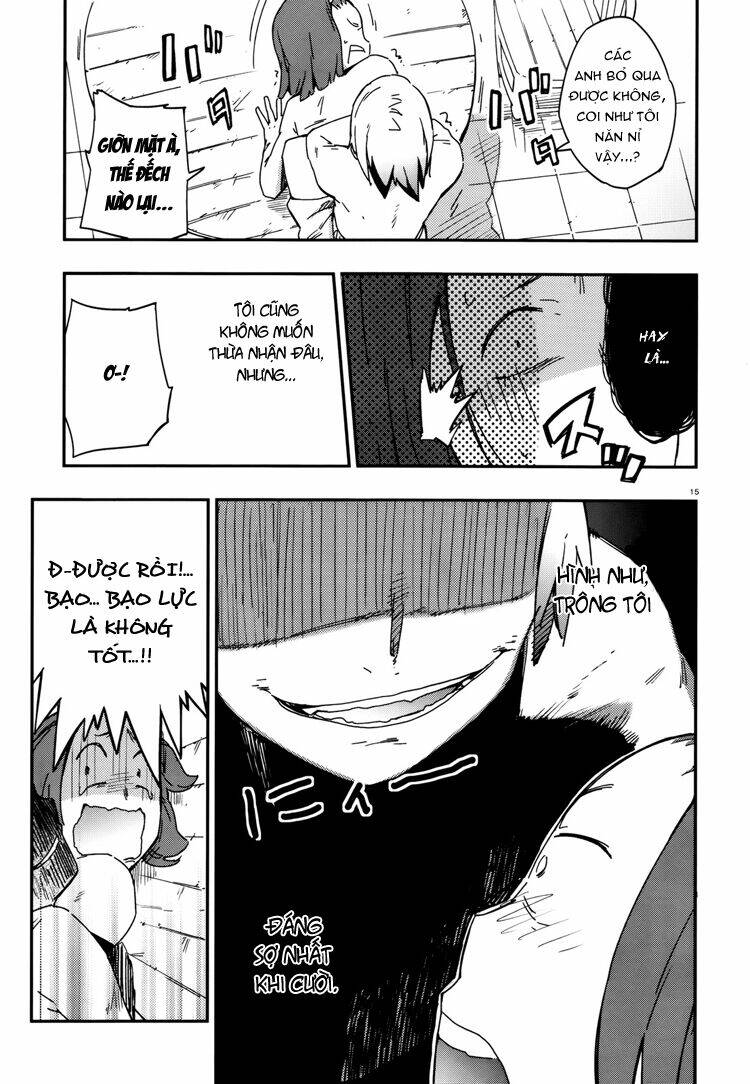 CÁC
ANH BỎ QUA
ĐƯỢC KHÔNG,
COI NHƯ TÔI
NĂN NỈ
VẬY...?
GIỠN MẶT À,
THẾ ĐẾCH
NÀO LẠI...
HAY
LÀ...
TÔI CŨNG
KHÔNG MUỐN
THỪA NHẬN ĐÂU,
NHƯNG...
Ơ-!
15
HÌNH NHƯ,
TRÔNG TÔI
ĐÁNG
SỢ NHẤT
KHI CƯỜI.
Đ-ĐƯỢC RỒI!...
BẠO... BẠO LỰC
LÀ KHÔNG
TỐT...!!